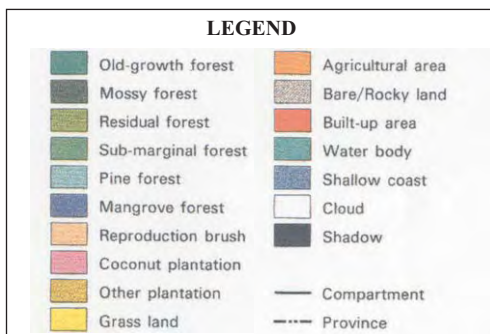 LEGEND
Old-growth forest
Mossy forest
Residual forest
Sub-marginal forest
Pine forest
Mangrove forest
Reproduction brush
Coconut plantation
Other plantation
Grass land
Agricultural area
Bare/Rocky land
Built-up area
Water body
Shallow coast
Cloud
Shadow
Compartment
Province